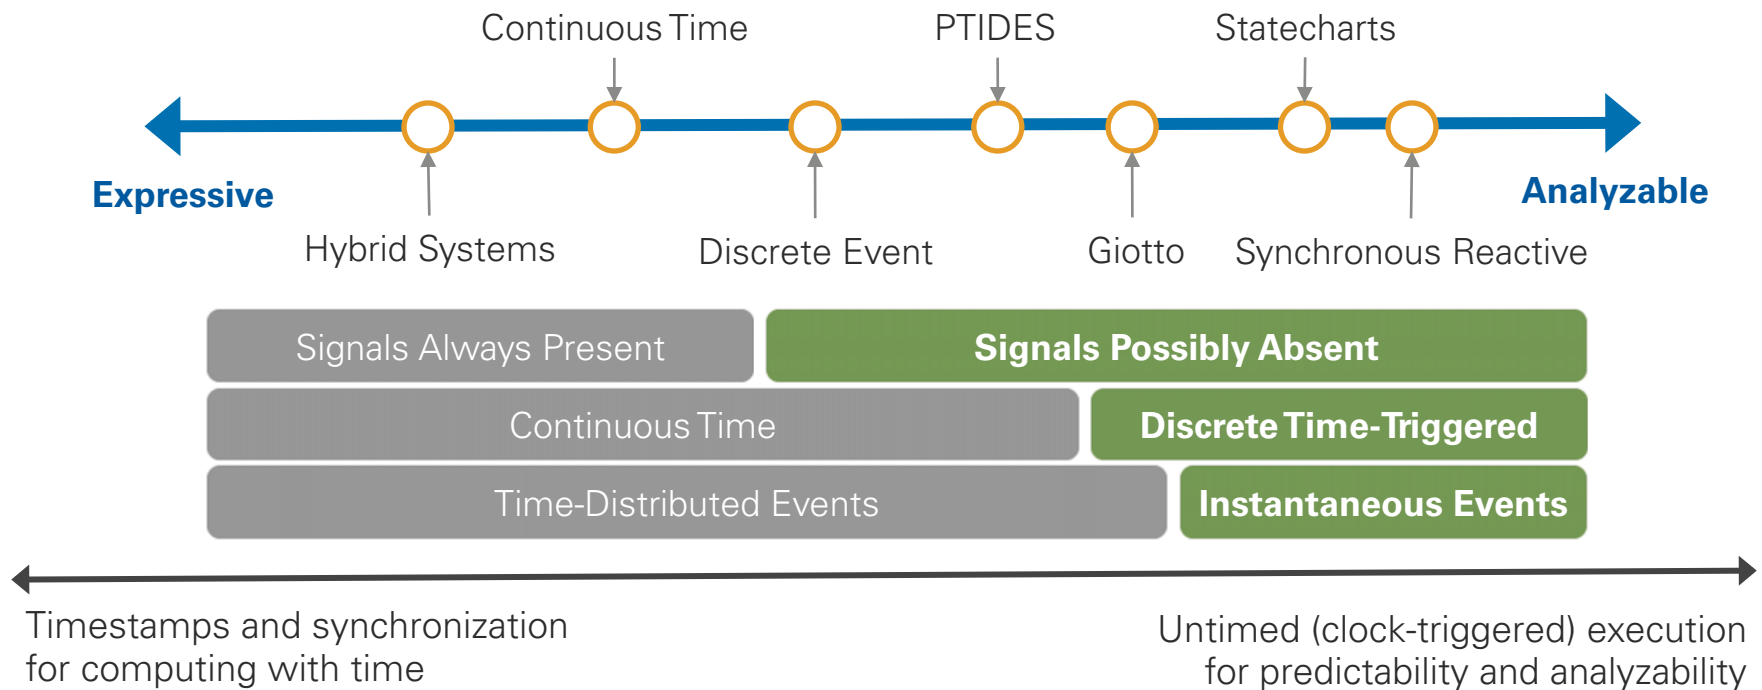 Continuous Time
PTIDES
Statecharts
Expressive
Analyzable
Hybrid Systems
Discrete Event
Giotto
Synchronous Reactive
Signals Always Present
Signals Possibly Absent
Continuous Time
Discrete Time-Triggered
Time-Distributed Events
Instantaneous Events
Timestamps and synchronization
for computing with time
Untimed (clock-triggered) execution
for predictability and analyzability